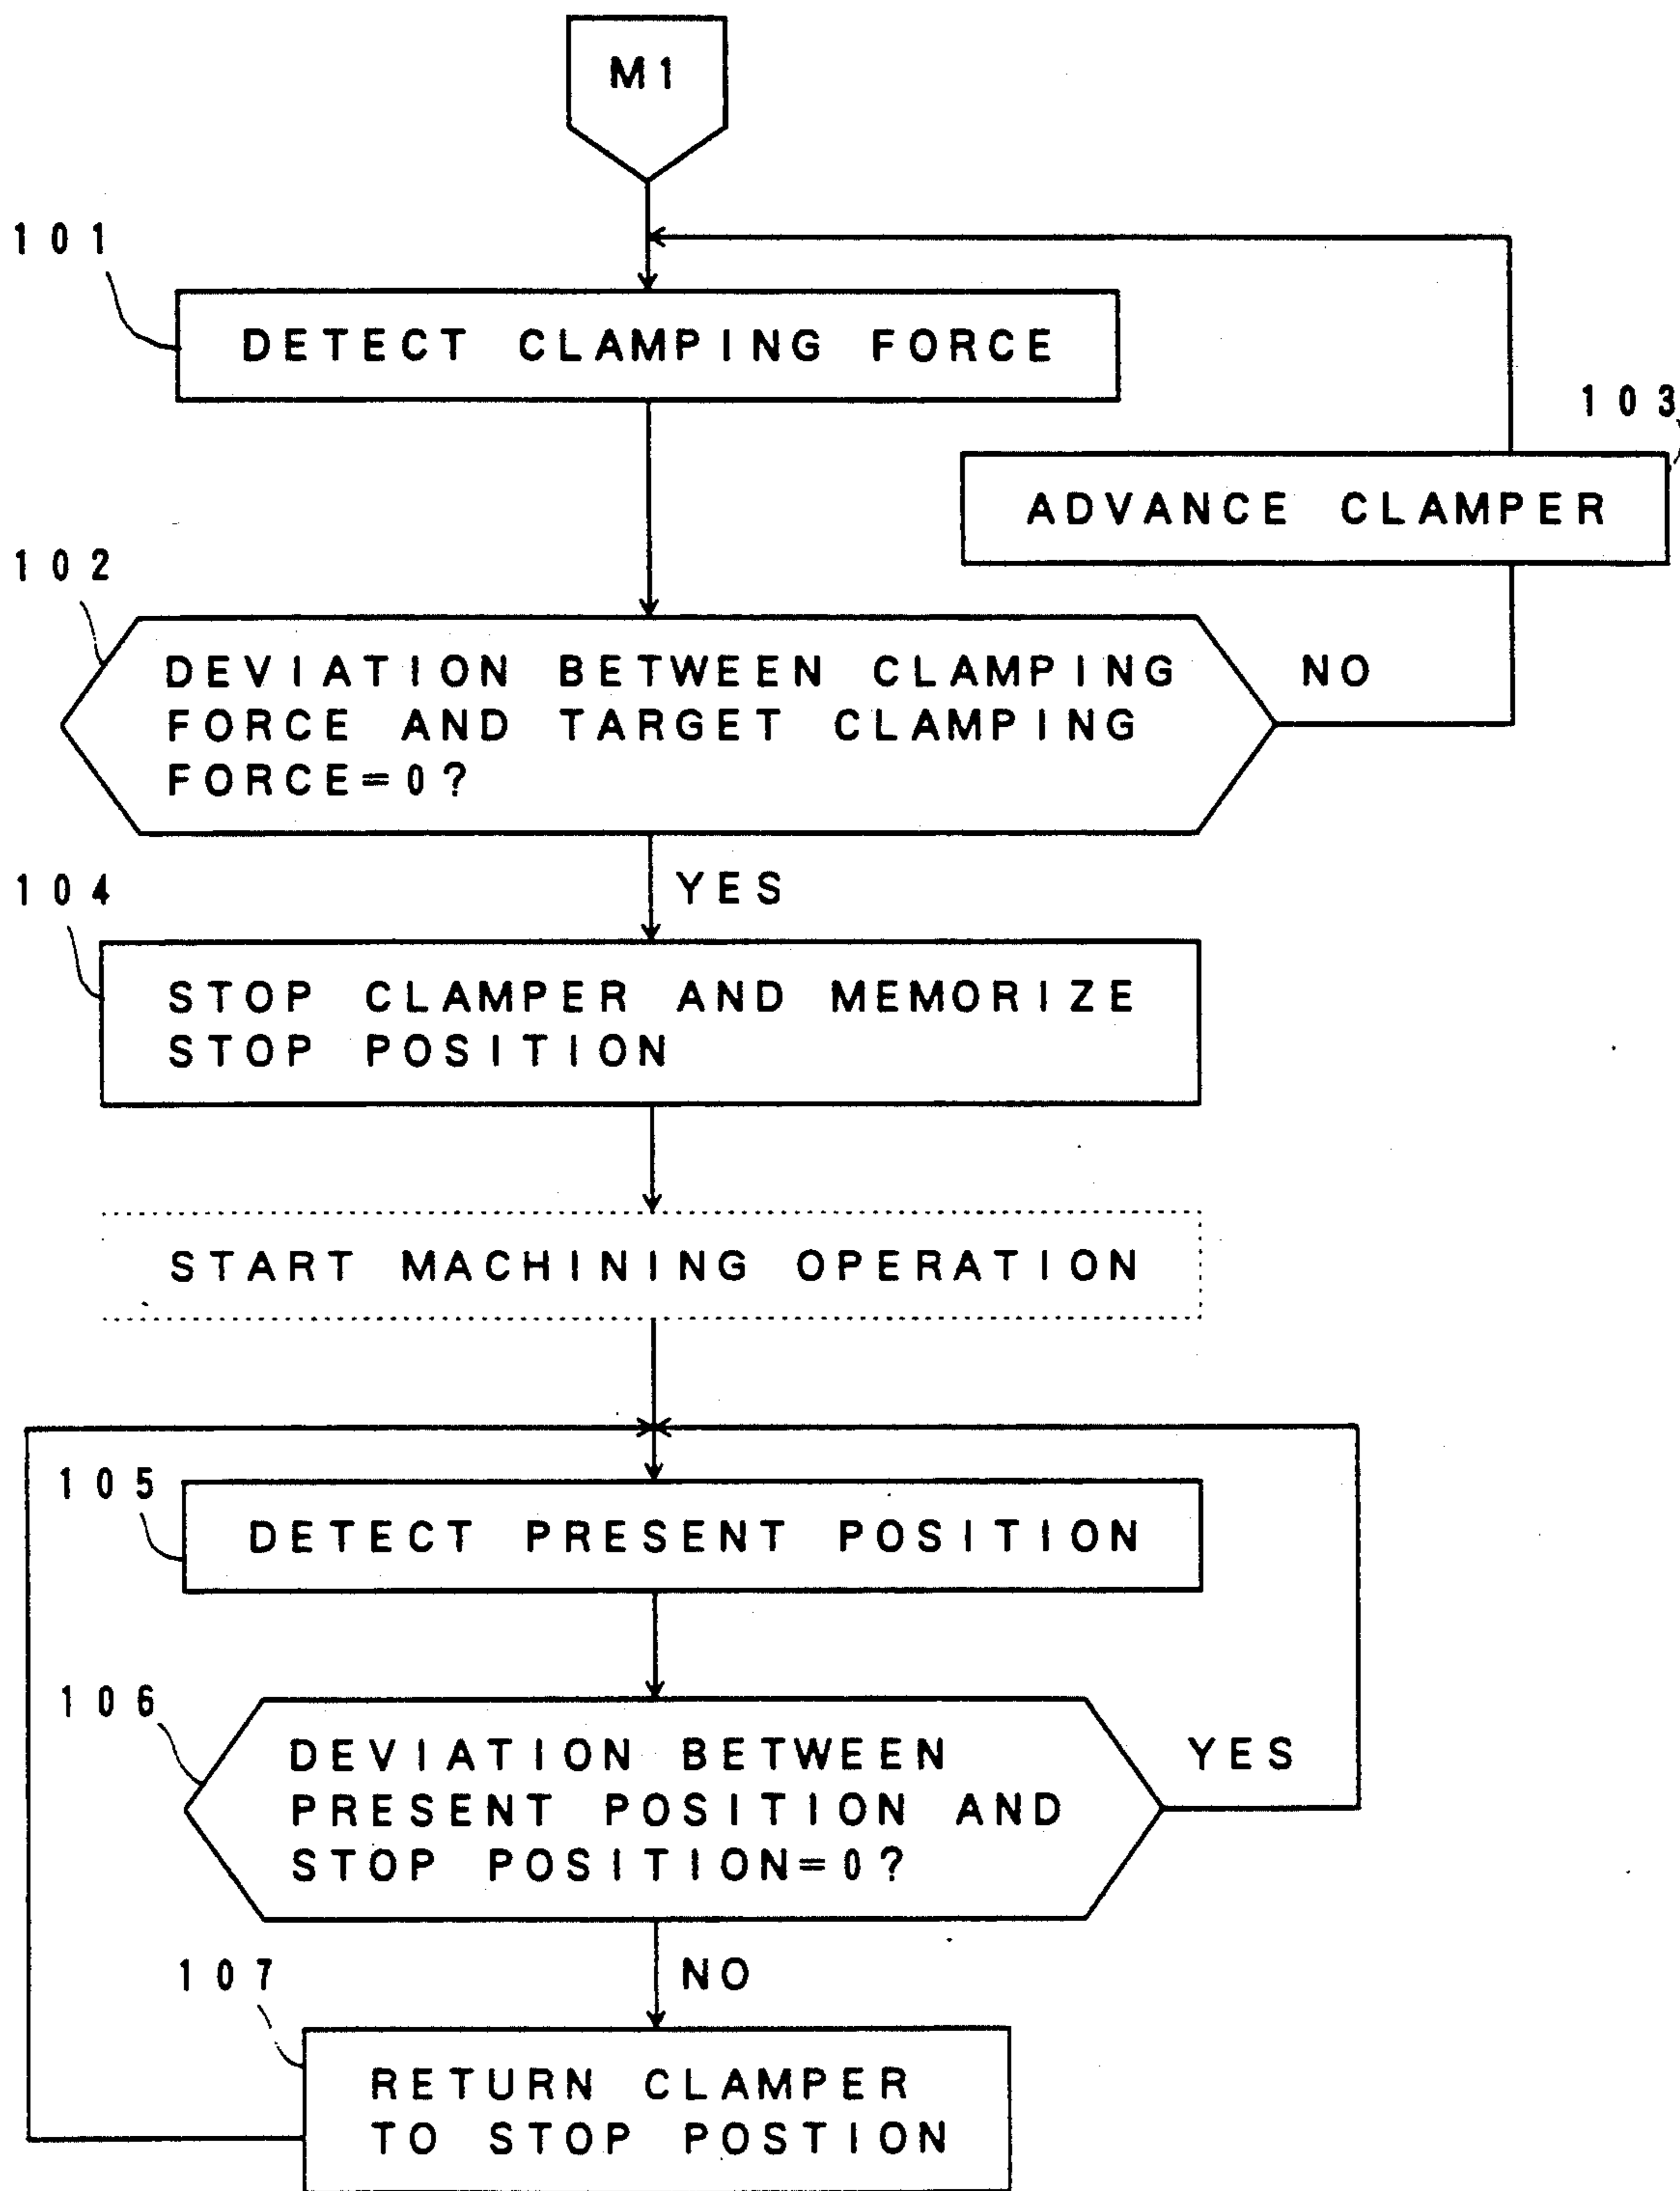 M1
101
DETECT CLAMPING FORCE
103
ADVANCE CLAMPER
102
DEVIATION BETWEEN CLAMPING
FORCE AND TARGET CLAMPING
FORCE=0?
NO
YES
104
STOP CLAMPER AND MEMORIZE
STOP POSITION
START MACHINING OPERATION
105
DETECT PRESENT POSITION
106
DEVIATION BETWEEN
PRESENT POSITION AND
STOP POSITION=0?
YES
NO
107
RETURN CLAMPER
TO STOP POSTION